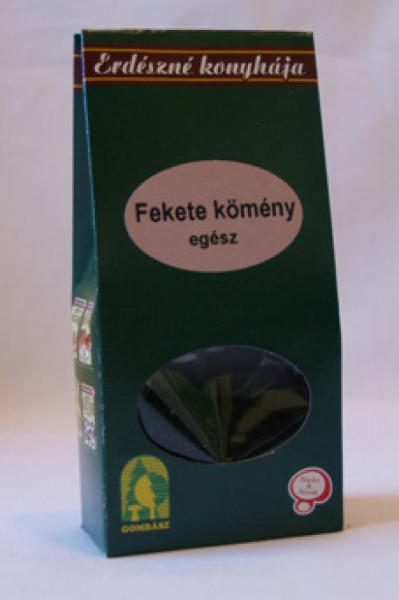 Erdészné konyhája
Fekete kömény
egész
GOMBÁSZ